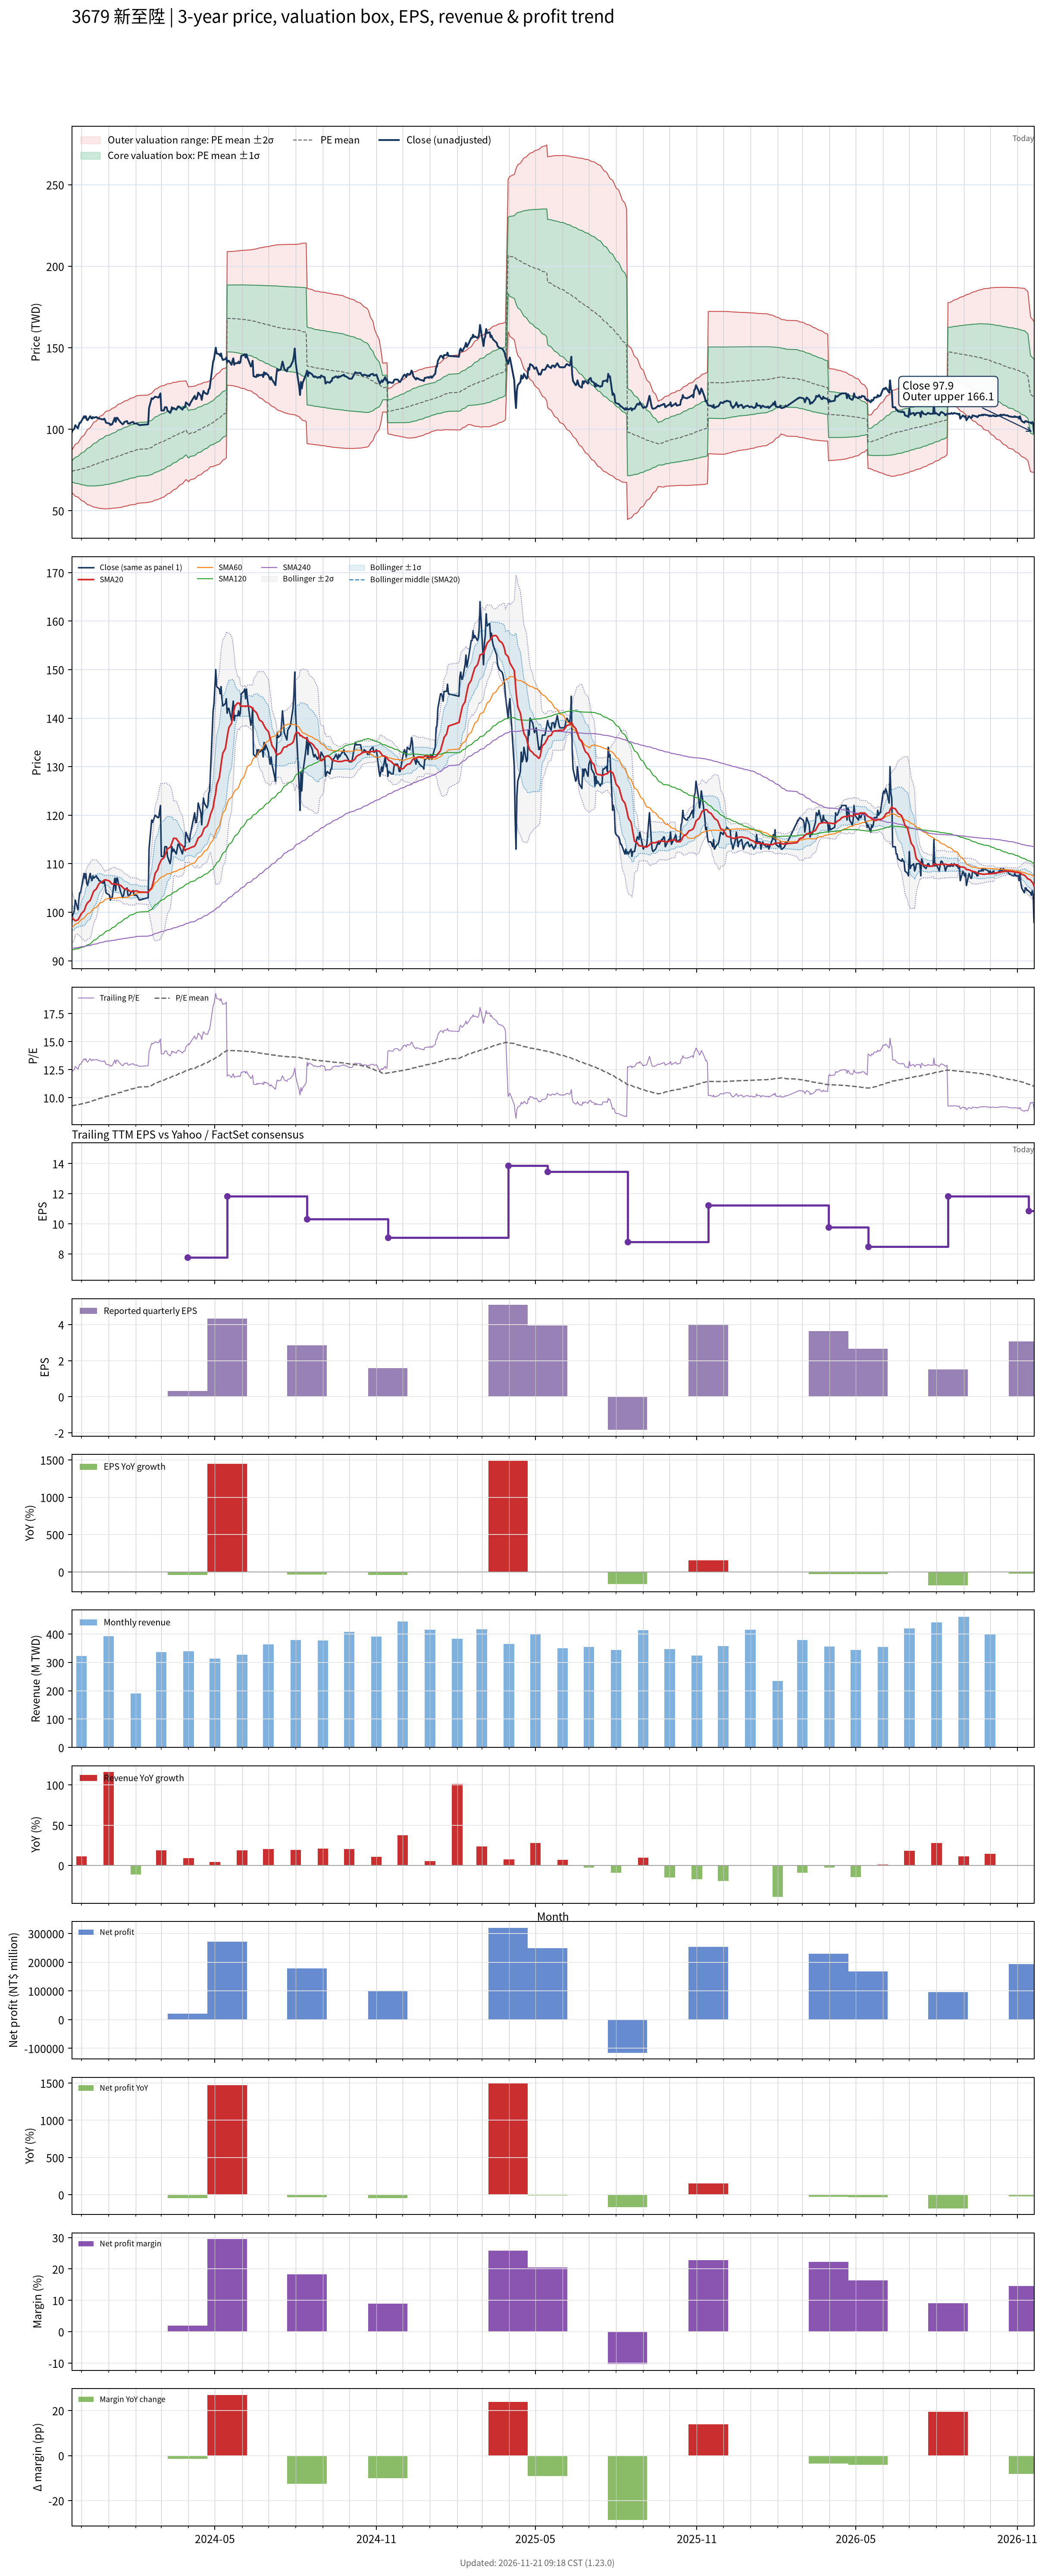 3679 新至陞 | 3-year price, valuation box, EPS, revenue & profit trend
Outer valuation range: PE mean ±2σ
PE mean
Close (unadjusted)
Core valuation box: PE mean ±1σ
Today
Price (TWD)
250
200
150
100
50
Close 97.9
Outer upper 166.1
Close (same as panel 1)
SMA20
SMA60
SMA120
SMA240
Bollinger ±2σ
Bollinger ±1σ
Bollinger middle (SMA20)
Price
170
160
150
140
130
120
110
100
90
Trailing P/E
P/E mean
P/E
17.5
15.0
12.5
10.0
Trailing TTM EPS vs Yahoo / FactSet consensus
Today
EPS
14
12
10
8
Reported quarterly EPS
EPS
4
2
0
-2
EPS YoY growth
YoY (%)
1500
1000
500
0
Monthly revenue
Revenue (M TWD)
400
300
200
100
0
Revenue YoY growth
YoY (%)
100
50
0
Month
Net profit
Net profit (NT$ million)
300000
200000
100000
0
-100000
Net profit YoY
YoY (%)
1500
1000
500
0
Net profit margin
Margin (%)
30
20
10
0
-10
Margin YoY change
Δ margin (pp)
20
0
-20
2024-05
2024-11
2025-05
2025-11
2026-05
2026-11
Updated: 2026-11-21 09:18 CST (1.23.0)